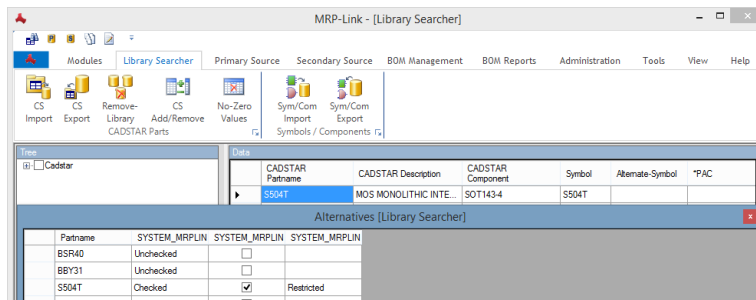 MRP-Link - [Library Searcher]
Modules Library Searcher Primary Source Secondary Source BOM Management BOM Reports Administration Tools View Help
CS Import CS Export Remove-Library CS Add/Remove No-Zero Values Sym/Com Import Sym/Com Export
CADSTAR Parts Symbols / Components
Tree Data
Cadstar
CADSTAR Partname CADSTAR Description CADSTAR Component Symbol Alternate-Symbol *PAC
S504T MOS MONOLITHIC INTE... SOT143-4 S504T
Alternatives [Library Searcher]
Partname SYSTEM_MRPLIN SYSTEM_MRPLIN SYSTEM_MRPLIN
BSR40 Unchecked
BBY31 Unchecked
S504T Checked Restricted